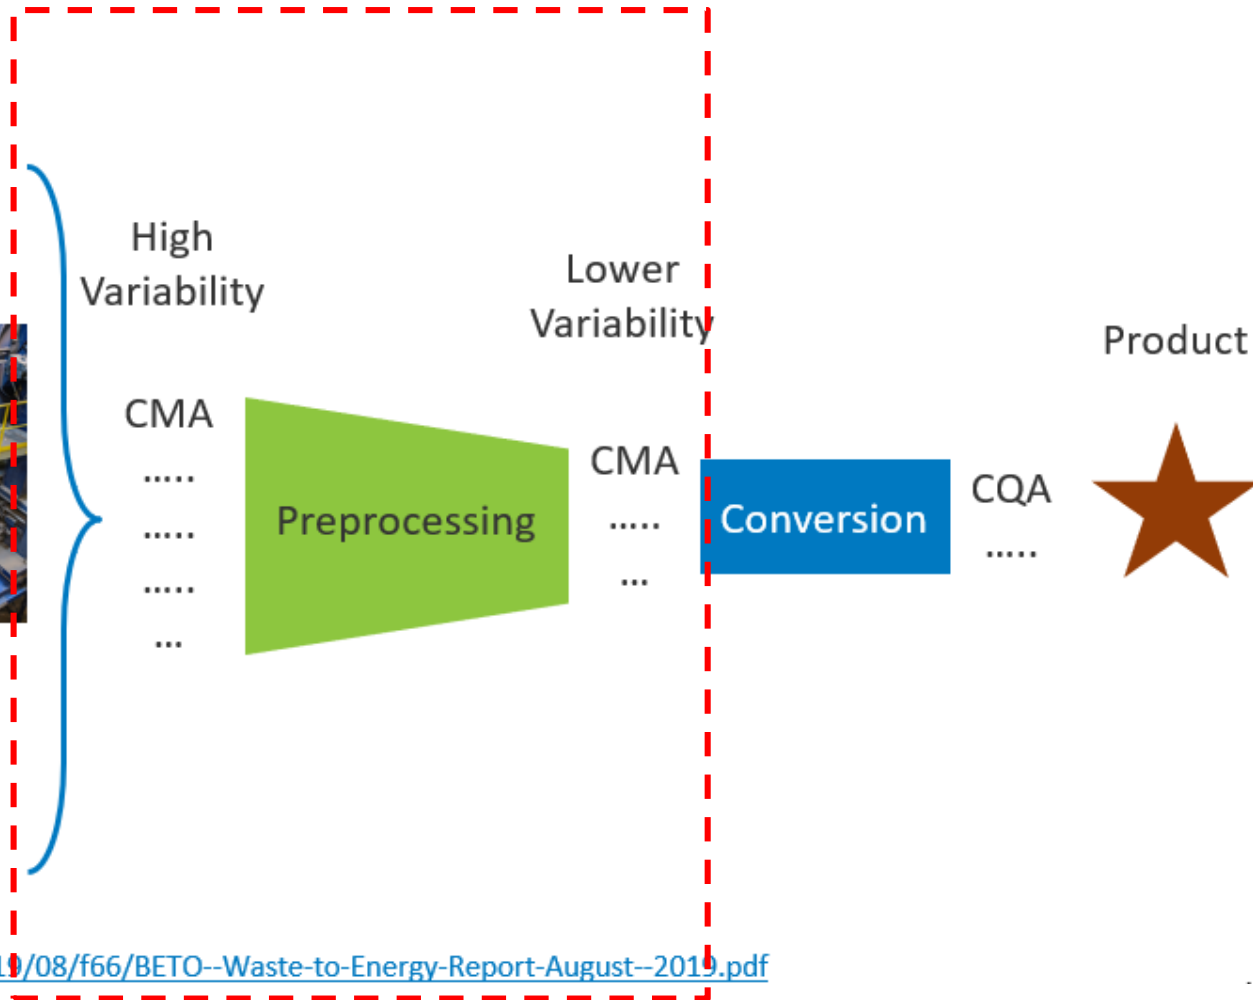 High
Variability
Lower
Variability
Product
CMA
.....
.....
.....
...
Preprocessing
CMA
.....
...
Conversion
CQA
.....
19/08/f66/BETO--Waste-to-Energy-Report-August--2019.pdf